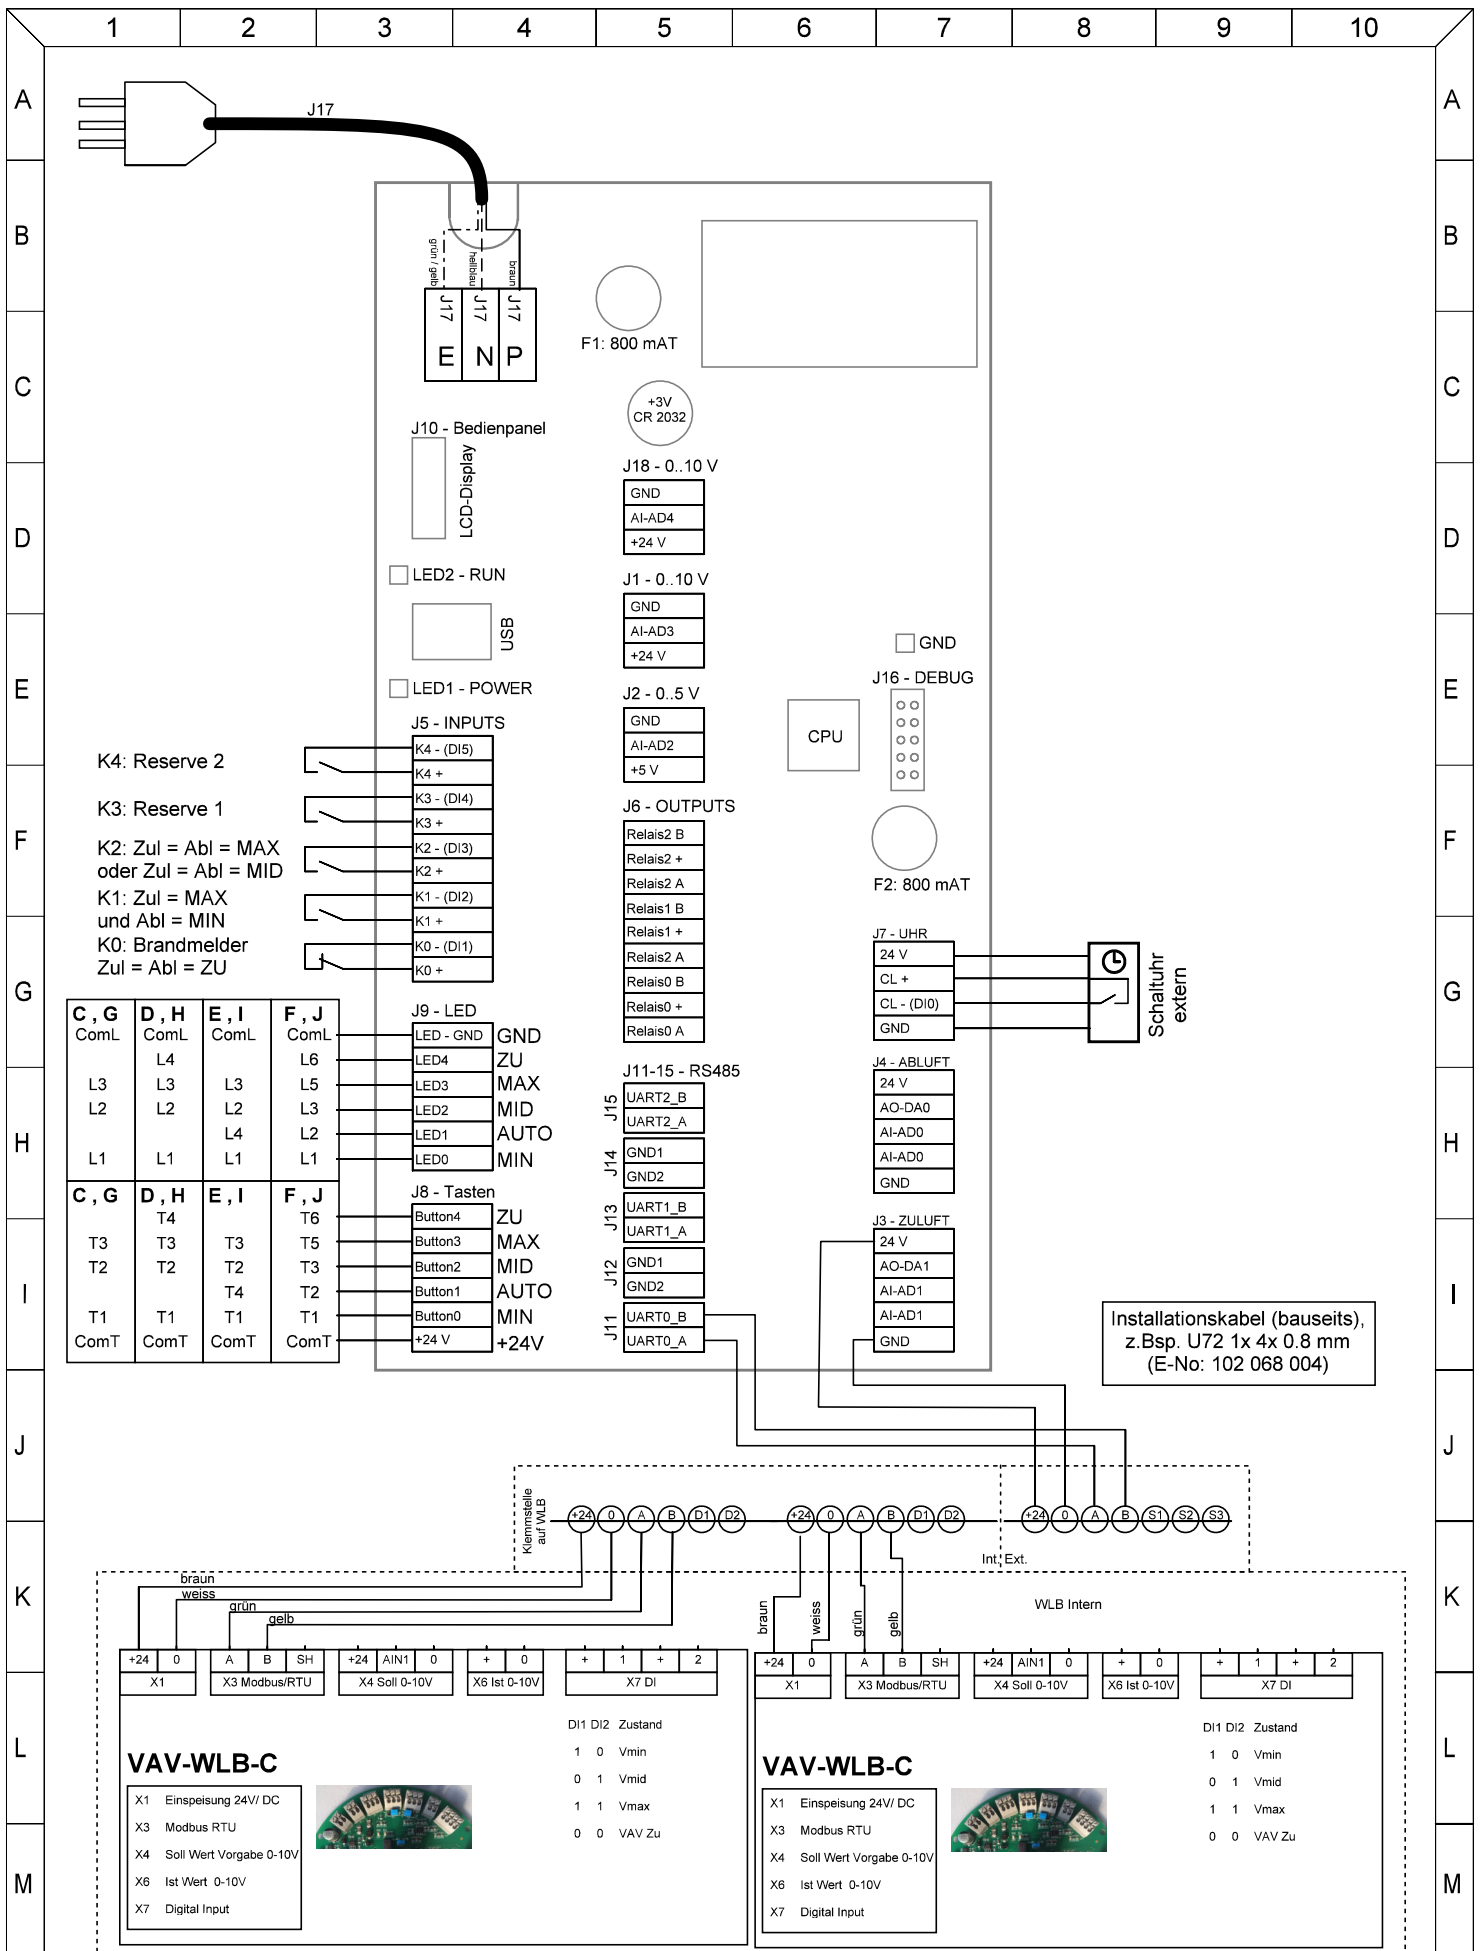 1 2 3 4 5 6 7 8 9 10
A A
J17
B B
grün / gelb
hellblau
braun
J17 J17 J17
E N P
F1: 800 mAT
C C
+3V
CR 2032
J10 - Bedienpanel
LCD-Display
J18 - 0..10 V
GND
AI-AD4
+24 V
D D
LED2 - RUN
J1 - 0..10 V
GND
AI-AD3
+24 V
USB
GND
E E
LED1 - POWER
J16 - DEBUG
J2 - 0..5 V
GND
AI-AD2
+5 V
CPU
J5 - INPUTS
K4 - (DI5)
K4 +
K3 - (DI4)
K3 +
K2 - (DI3)
K2 +
K1 - (DI2)
K1 +
K0 - (DI1)
K0 +
K4: Reserve 2
K3: Reserve 1
K2: Zul = Abl = MAX
oder Zul = Abl = MID
K1: Zul = MAX
und Abl = MIN
K0: Brandmelder
Zul = Abl = ZU
F F
J6 - OUTPUTS
Relais2 B
Relais2 +
Relais2 A
Relais1 B
Relais1 +
Relais2 A
Relais0 B
Relais0 +
Relais0 A
F2: 800 mAT
J7 - UHR
24 V
CL +
CL - (DI0)
GND
Schaltuhr
extern
G G
C , G D , H E , I F , J
ComL ComL ComL ComL
L4 L6
L3 L3 L3 L5
L2 L2 L2 L3
L4 L2
L1 L1 L1 L1
J9 - LED
LED - GND GND
LED4 ZU
LED3 MAX
LED2 MID
LED1 AUTO
LED0 MIN
J11-15 - RS485
J15
UART2_B
UART2_A
J14
GND1
GND2
J13
UART1_B
UART1_A
J12
GND1
GND2
J11
UART0_B
UART0_A
J4 - ABLUFT
24 V
AO-DA0
AI-AD0
AI-AD0
GND
H H
C , G D , H E , I F , J
T4 T6
T3 T3 T3 T5
T2 T2 T2 T3
T4 T2
T1 T1 T1 T1
ComT ComT ComT ComT
J8 - Tasten
Button4 ZU
Button3 MAX
Button2 MID
Button1 AUTO
Button0 MIN
+24 V +24V
J3 - ZULUFT
24 V
AO-DA1
AI-AD1
AI-AD1
GND
I I
Installationskabel (bauseits),
z.Bsp. U72 1x 4x 0.8 mm
(E-No: 102 068 004)
J J
Klemmstelle
auf WLB
+24 0 A B D1 D2 +24 0 A B D1 D2 +24 0 A B S1 S2 S3
Int. Ext.
K K
WLB Intern
braun
weiss
grün
gelb
braun
weiss
grün
gelb
+24 0 A B SH +24 AIN1 0 + 0 + 1 + 2
X1 X3 Modbus/RTU X4 Soll 0-10V X6 Ist 0-10V X7 DI
+24 0 A B SH +24 AIN1 0 + 0 + 1 + 2
X1 X3 Modbus/RTU X4 Soll 0-10V X6 Ist 0-10V X7 DI
L L
DI1 DI2 Zustand
1 0 Vmin
0 1 Vmid
1 1 Vmax
0 0 VAV Zu
VAV-WLB-C
X1 Einspeisung 24V/ DC
X3 Modbus RTU
X4 Soll Wert Vorgabe 0-10V
X6 Ist Wert 0-10V
X7 Digital Input
DI1 DI2 Zustand
1 0 Vmin
0 1 Vmid
1 1 Vmax
0 0 VAV Zu
VAV-WLB-C
X1 Einspeisung 24V/ DC
X3 Modbus RTU
X4 Soll Wert Vorgabe 0-10V
X6 Ist Wert 0-10V
X7 Digital Input
M M